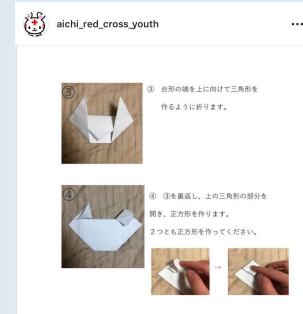 aichi_red_cross_youth
③
③ 台形の端を上に向けて三角形を
作るように折ります。
④
④ ③を裏返し、上の三角形の部分を
開き、正方形を作ります。
２つとも正方形を作ってください。
→